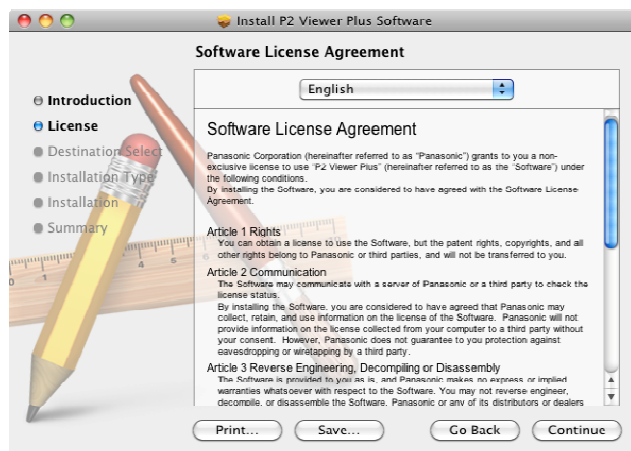 Install P2 Viewer Plus Software
Software License Agreement
Introduction
License
Destination Select
Installation Type
Installation
Summary
English
Software License Agreement
Panasonic Corporation (hereinafter referred to as "Panasonic") grants to you a non-
exclusive license to use "P2 Viewer Plus" (hereinafter referred to as the "Software") under
the following conditions.
By installing the Software, you are considered to have agreed with the Software License
Agreement.
Article 1 Rights
You can obtain a license to use the Software, but the patent rights, copyrights, and all
other rights belong to Panasonic or third parties, and will not be transferred to you.
Article 2 Communication
The Software may communicate with a server of Panasonic or a third party to check the
license status.
By installing the Software, you are considered to have agreed that Panasonic may
collect, retain, and use information on the license of the Software. Panasonic will not
provide information on the license collected from your computer to a third party without
your consent. However, Panasonic does not guarantee to you protection against
eavesdropping or wiretapping by a third party.
Article 3 Reverse Engineering, Decompiling or Disassembly
The Software is provided to you as is, and Panasonic makes no express or implied
warranties whatsoever with respect to the Software. You may not reverse engineer,
decompile, or disassemble the Software. Panasonic or any of its distributors or dealers
4 5 6
Print...
Save...
Go Back
Continue